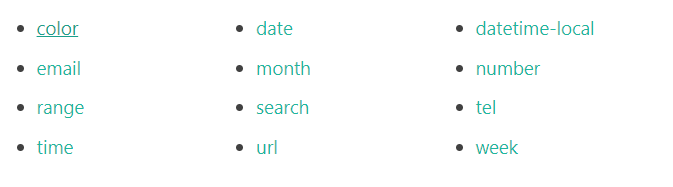 color date datetime-local
email month number
range search tel
time url week